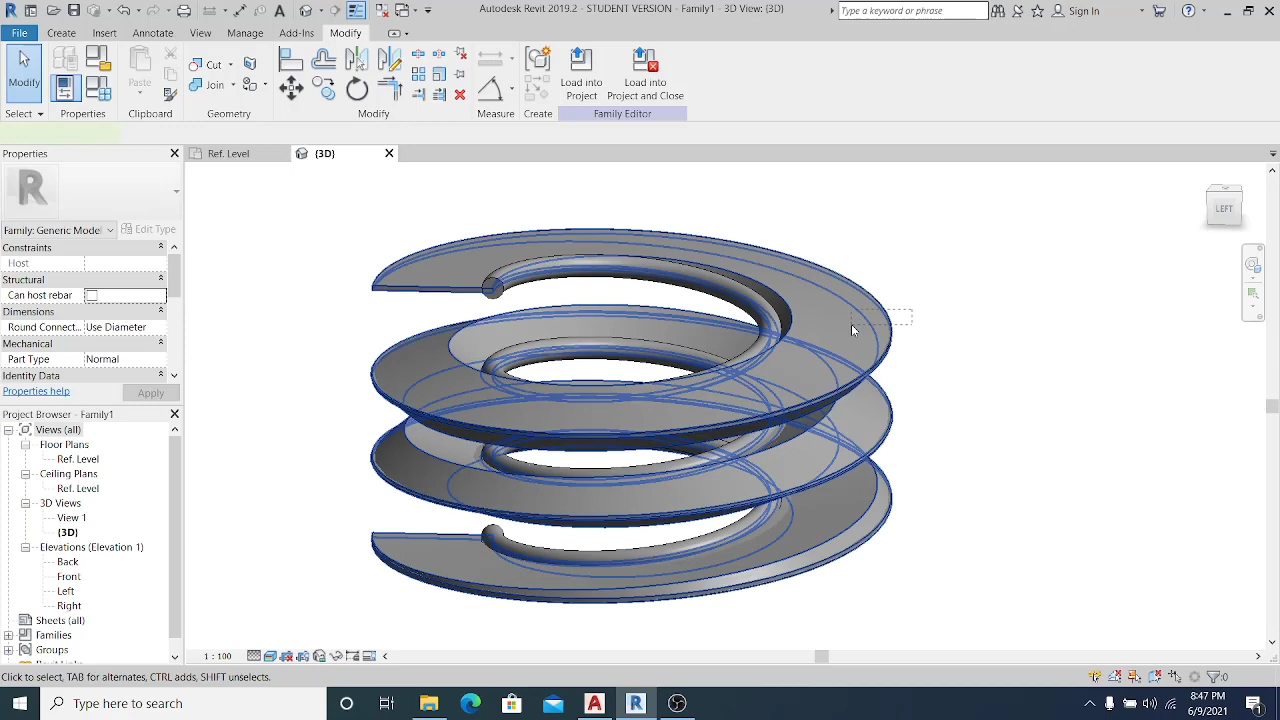 Autodesk Revit 2019.2 - STUDENT VERSION - Family1 - 3D View: {3D}
Type a keyword or phrase
Sign In
File Create Insert Annotate View Manage Add-Ins Modify
Modify
Paste
Cut
Join
Load into
Project
Load into
Project and Close
Select Properties Clipboard Geometry Modify Measure Create Family Editor
Properties
Ref. Level
{3D}
R
LEFT
Family: Generic Model
Edit Type
Constraints
Host
Structural
Can host rebar
Dimensions
Round Connec... Use Diameter
Mechanical
Part Type Normal
Identity Data
Properties help
Apply
Project Browser - Family1
Views (all)
Floor Plans
Ref. Level
Ceiling Plans
Ref. Level
3D Views
View 1
{3D}
Elevations (Elevation 1)
Back
Front
Left
Right
Sheets (all)
Families
Groups
1 : 100
Click to select, TAB for alternates, CTRL adds, SHIFT unselects.
:0
Type here to search
8:47 PM
6/9/2021